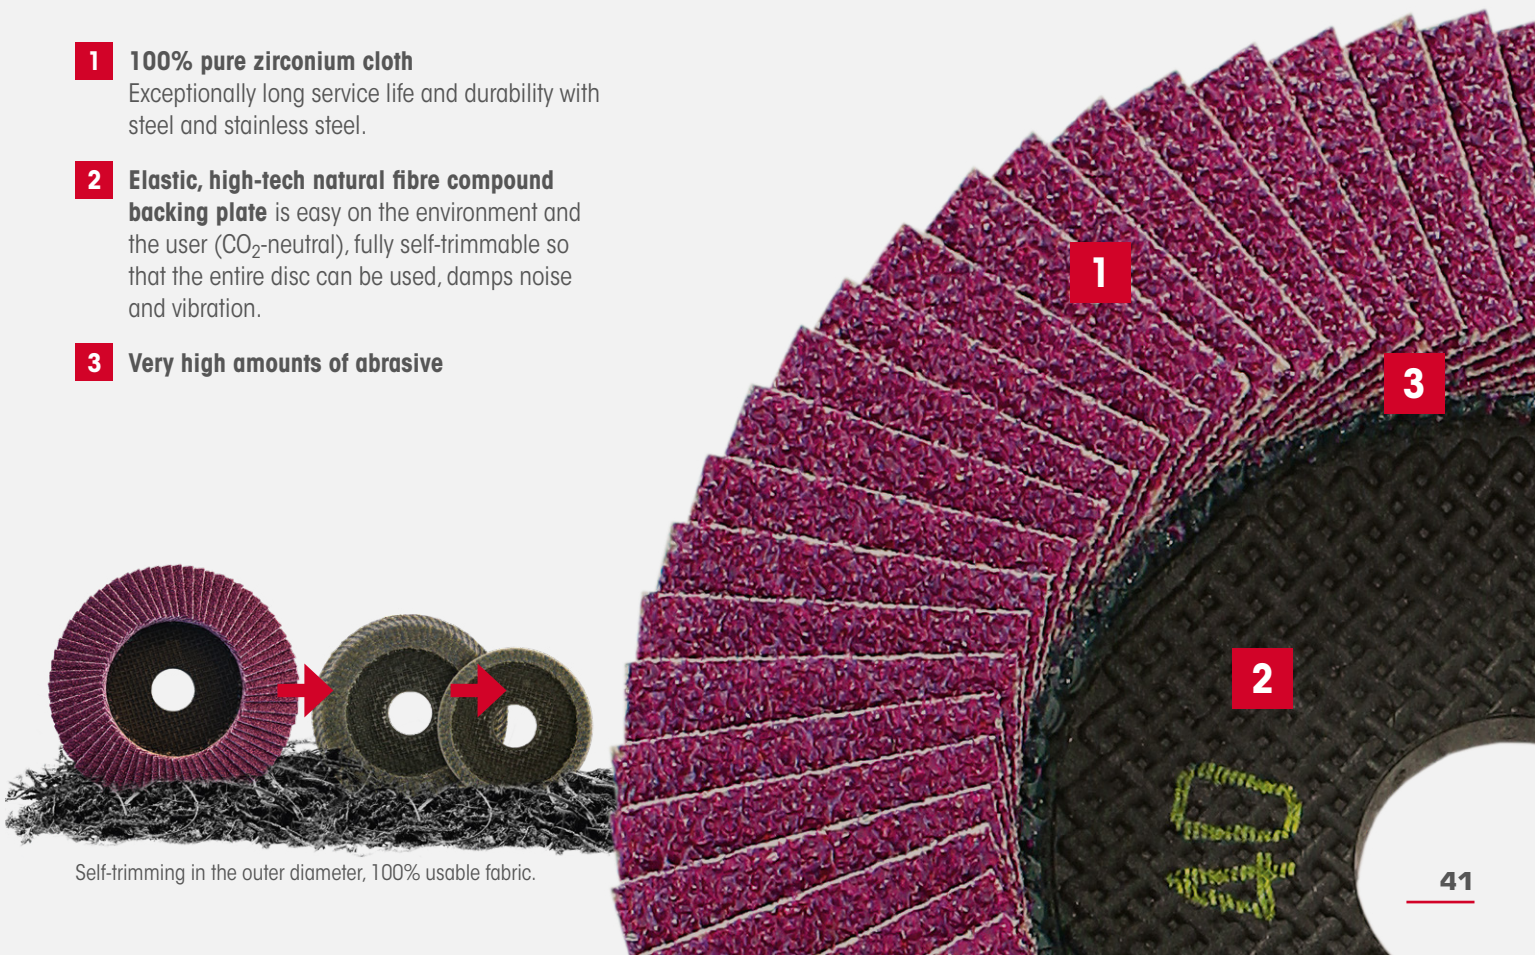 1 100% pure zirconium cloth
Exceptionally long service life and durability with
steel and stainless steel.
2 Elastic, high-tech natural fibre compound
backing plate is easy on the environment and
the user (CO₂-neutral), fully self-trimmable so
that the entire disc can be used, damps noise
and vibration.
3 Very high amounts of abrasive
1
3
2
40
Self-trimming in the outer diameter, 100% usable fabric.
41